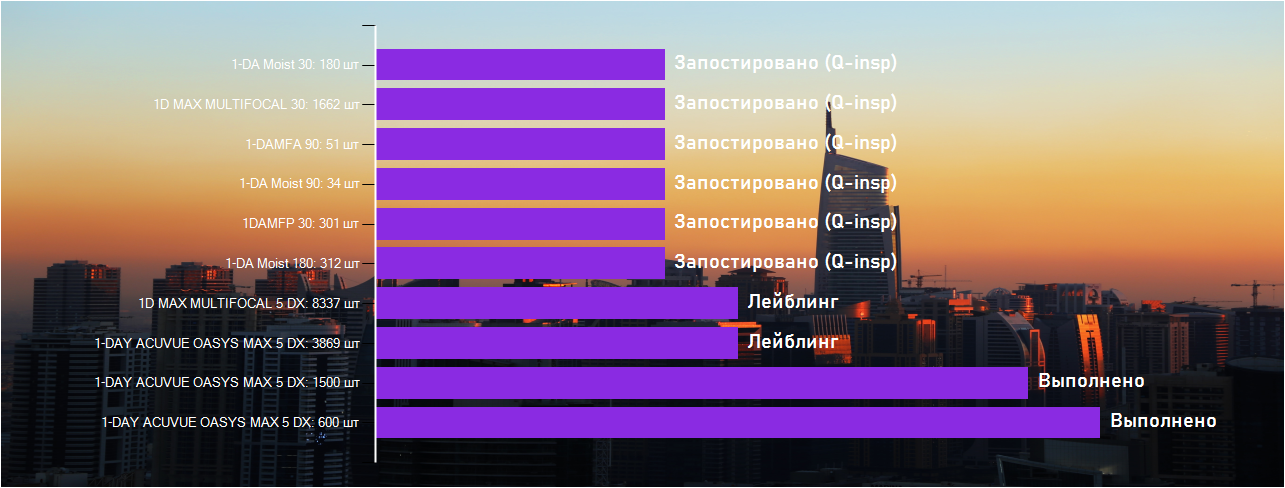 1-DA Moist 30: 180 шт Запостировано (Q-insp)
1D MAX MULTIFOCAL 30: 1662 шт Запостировано (Q-insp)
1-DAMFA 90: 51 шт Запостировано (Q-insp)
1-DA Moist 90: 34 шт Запостировано (Q-insp)
1DAMFP 30: 301 шт Запостировано (Q-insp)
1-DA Moist 180: 312 шт Запостировано (Q-insp)
1D MAX MULTIFOCAL 5 DX: 8337 шт Лейблинг
1-DAY ACUVUE OASYS MAX 5 DX: 3869 шт Лейблинг
1-DAY ACUVUE OASYS MAX 5 DX: 1500 шт Выполнено
1-DAY ACUVUE OASYS MAX 5 DX: 600 шт Выполнено